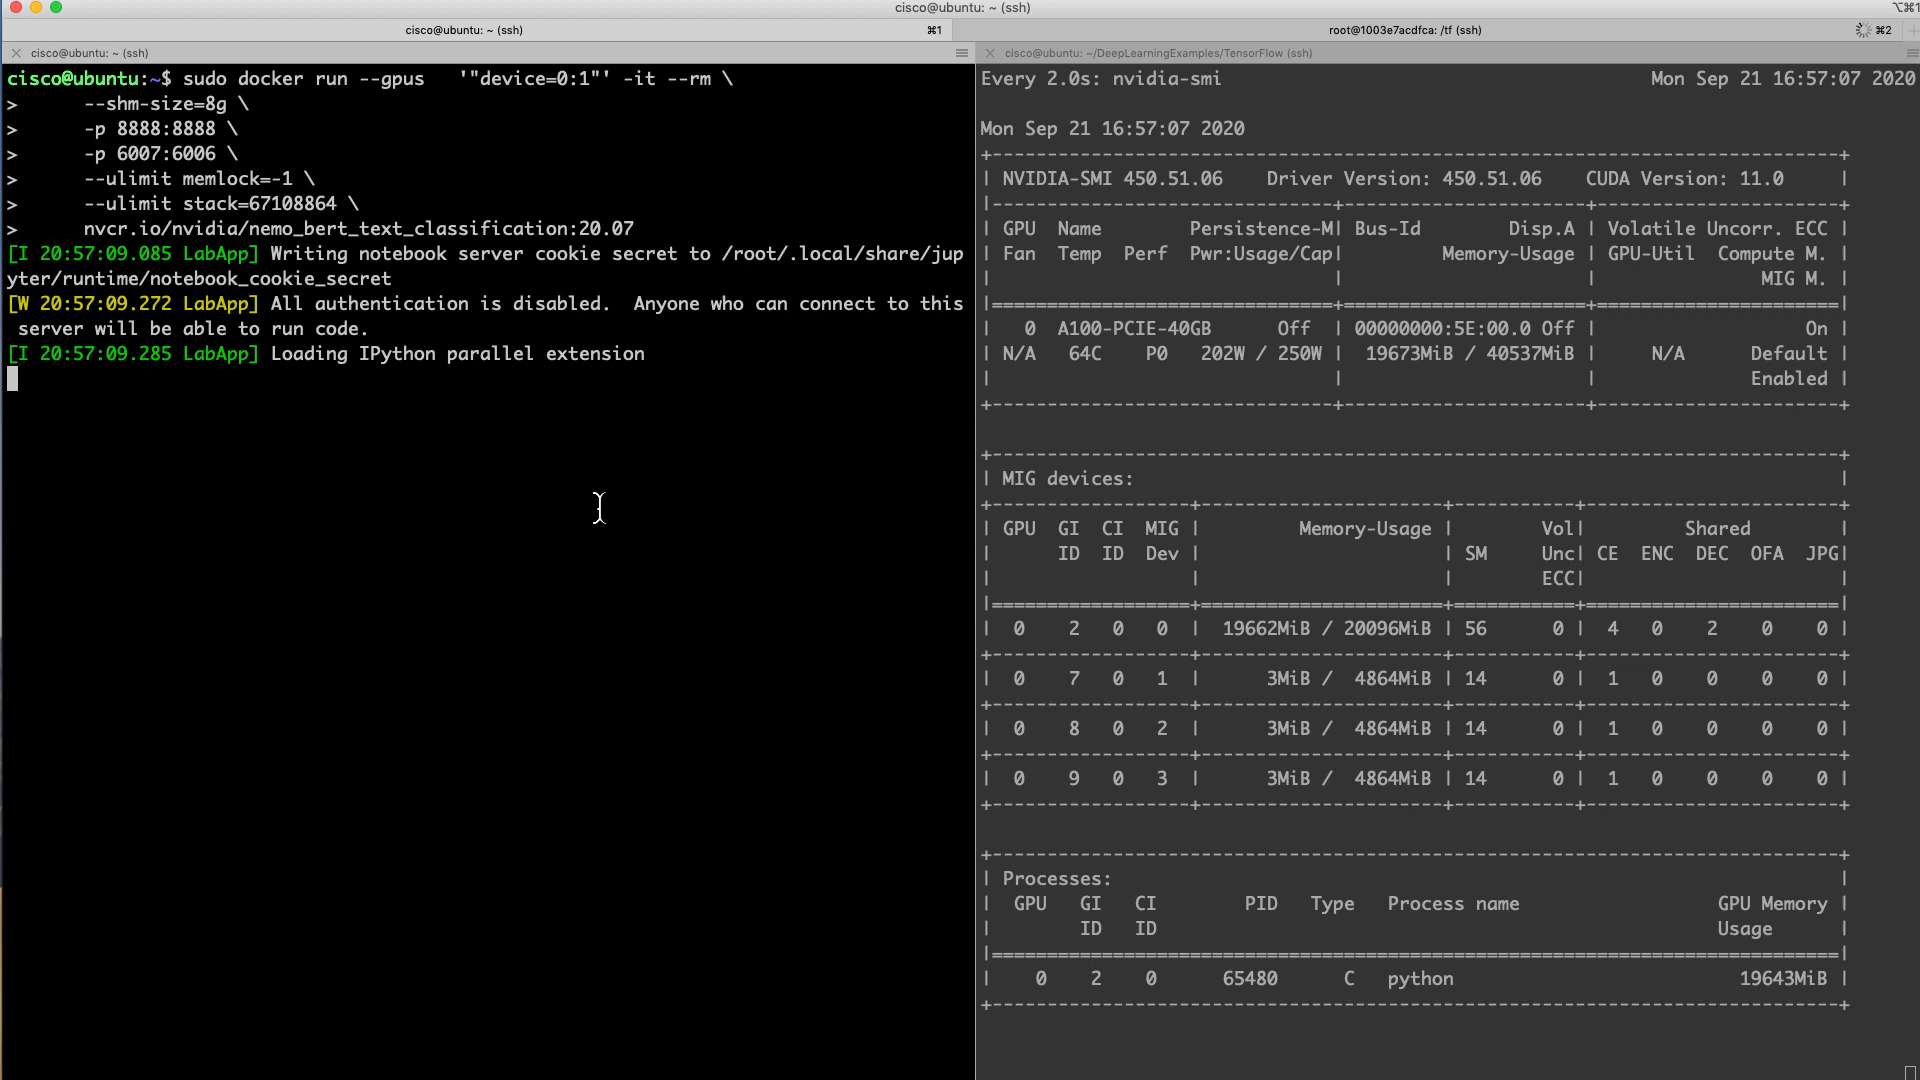 cisco@ubuntu: ~ (ssh)
⌥⌘1
cisco@ubuntu: ~ (ssh)
⌘1
root@1003e7acdfca: /tf (ssh)
⌘2
cisco@ubuntu: ~ (ssh)
cisco@ubuntu: ~/DeepLearningExamples/TensorFlow (ssh)
cisco@ubuntu:~$ sudo docker run --gpus   '"device=0:1"' -it --rm \
>      --shm-size=8g \
>      -p 8888:8888 \
>      -p 6007:6006 \
>      --ulimit memlock=-1 \
>      --ulimit stack=67108864 \
>      nvcr.io/nvidia/nemo_bert_text_classification:20.07
[I 20:57:09.085 LabApp] Writing notebook server cookie secret to /root/.local/share/jup
yter/runtime/notebook_cookie_secret
[W 20:57:09.272 LabApp] All authentication is disabled.  Anyone who can connect to this
 server will be able to run code.
[I 20:57:09.285 LabApp] Loading IPython parallel extension
Every 2.0s: nvidia-smi    Mon Sep 21 16:57:07 2020
Mon Sep 21 16:57:07 2020
+-----------------------------------------------------------------------------+
| NVIDIA-SMI 450.51.06    Driver Version: 450.51.06    CUDA Version: 11.0     |
|-------------------------------+----------------------+----------------------+
| GPU  Name        Persistence-M| Bus-Id        Disp.A | Volatile Uncorr. ECC |
| Fan  Temp  Perf  Pwr:Usage/Cap|         Memory-Usage | GPU-Util  Compute M. |
|                               |                      |               MIG M. |
|===============================+======================+======================|
|   0  A100-PCIE-40GB      Off  | 00000000:5E:00.0 Off |                   On |
| N/A   64C    P0   202W / 250W |  19673MiB / 40537MiB |     N/A      Default |
|                               |                      |              Enabled |
+-------------------------------+----------------------+----------------------+
+-----------------------------------------------------------------------------+
| MIG devices:                                                                |
+------------------+----------------------+-----------+-----------------------+
| GPU  GI  CI  MIG |         Memory-Usage |        Vol|         Shared        |
|      ID  ID  Dev |                      | SM     Unc| CE  ENC  DEC  OFA  JPG|
|                  |                      |        ECC|                       |
|==================+======================+===========+=======================|
|  0    2   0   0  |  19662MiB / 20096MiB | 56      0 |  4   0    2    0    0 |
+------------------+----------------------+-----------+-----------------------+
|  0    7   0   1  |      3MiB /  4864MiB | 14      0 |  1   0    0    0    0 |
+------------------+----------------------+-----------+-----------------------+
|  0    8   0   2  |      3MiB /  4864MiB | 14      0 |  1   0    0    0    0 |
+------------------+----------------------+-----------+-----------------------+
|  0    9   0   3  |      3MiB /  4864MiB | 14      0 |  1   0    0    0    0 |
+------------------+----------------------+-----------+-----------------------+
+-----------------------------------------------------------------------------+
| Processes:                                                                  |
|  GPU   GI   CI        PID   Type   Process name                  GPU Memory |
|        ID   ID                                                   Usage      |
|=============================================================================|
|    0    2    0      65480      C   python                          19643MiB |
+-----------------------------------------------------------------------------+